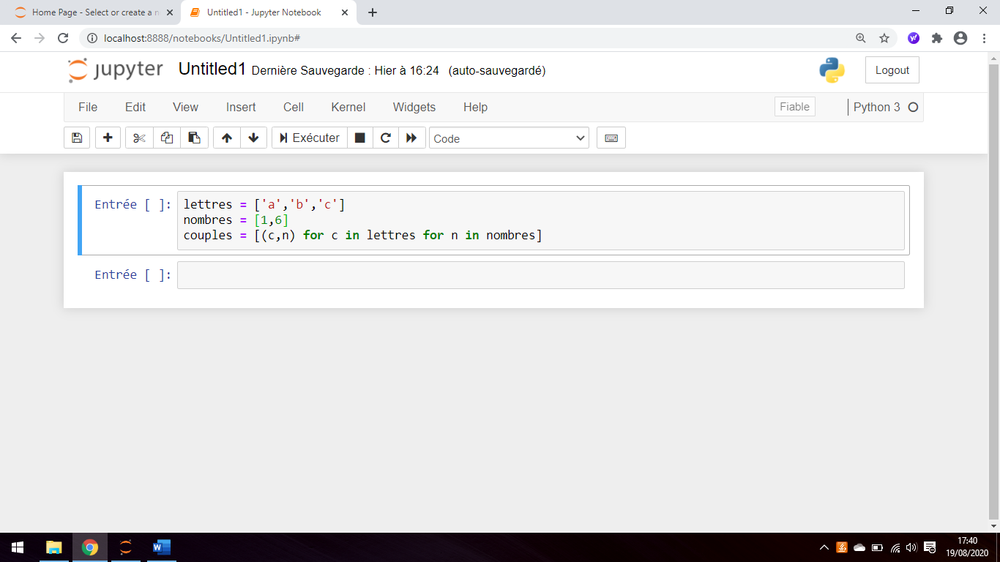 Home Page - Select or create a n
Untitled1 - Jupyter Notebook
localhost:8888/notebooks/Untitled1.ipynb#
jupyter Untitled1 Dernière Sauvegarde : Hier à 16:24 (auto-sauvegardé)
Logout
File Edit View Insert Cell Kernel Widgets Help
Fiable
Python 3
Exécuter
Code
Entrée [ ]: lettres = ['a','b','c']
nombres = [1,6]
couples = [(c,n) for c in lettres for n in nombres]
Entrée [ ]:
17:40
19/08/2020